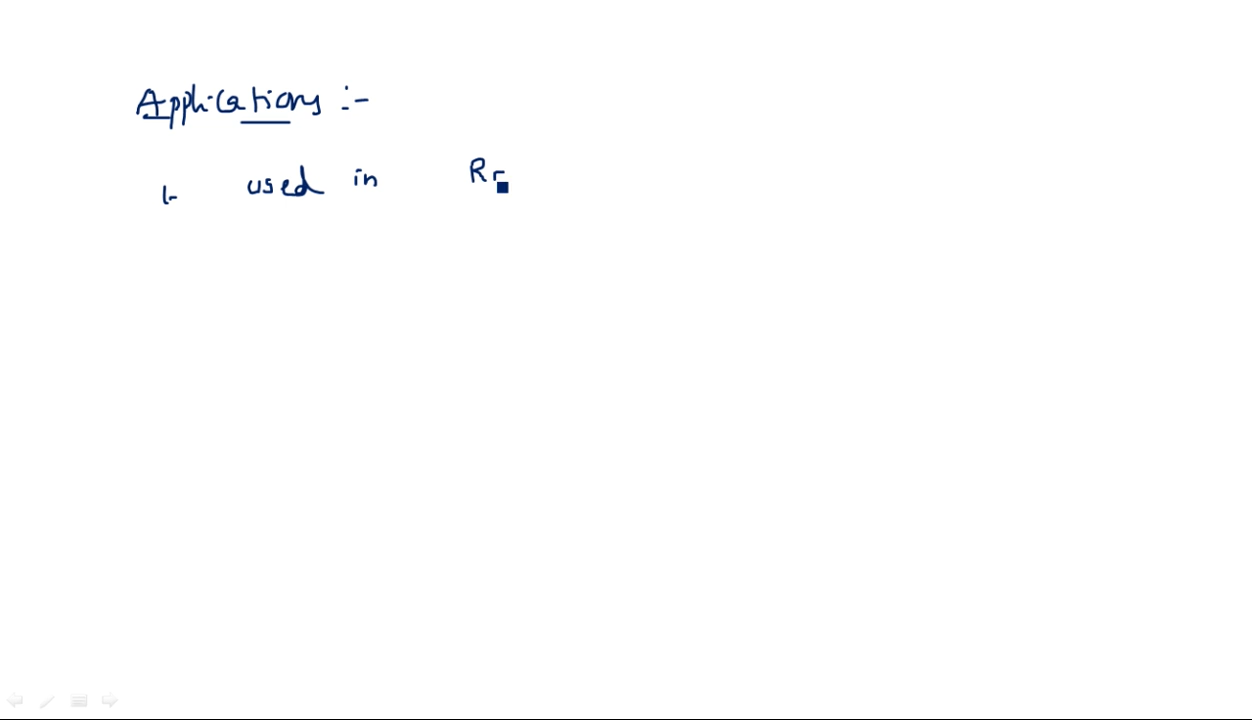 Applications :-
1- used in Rr